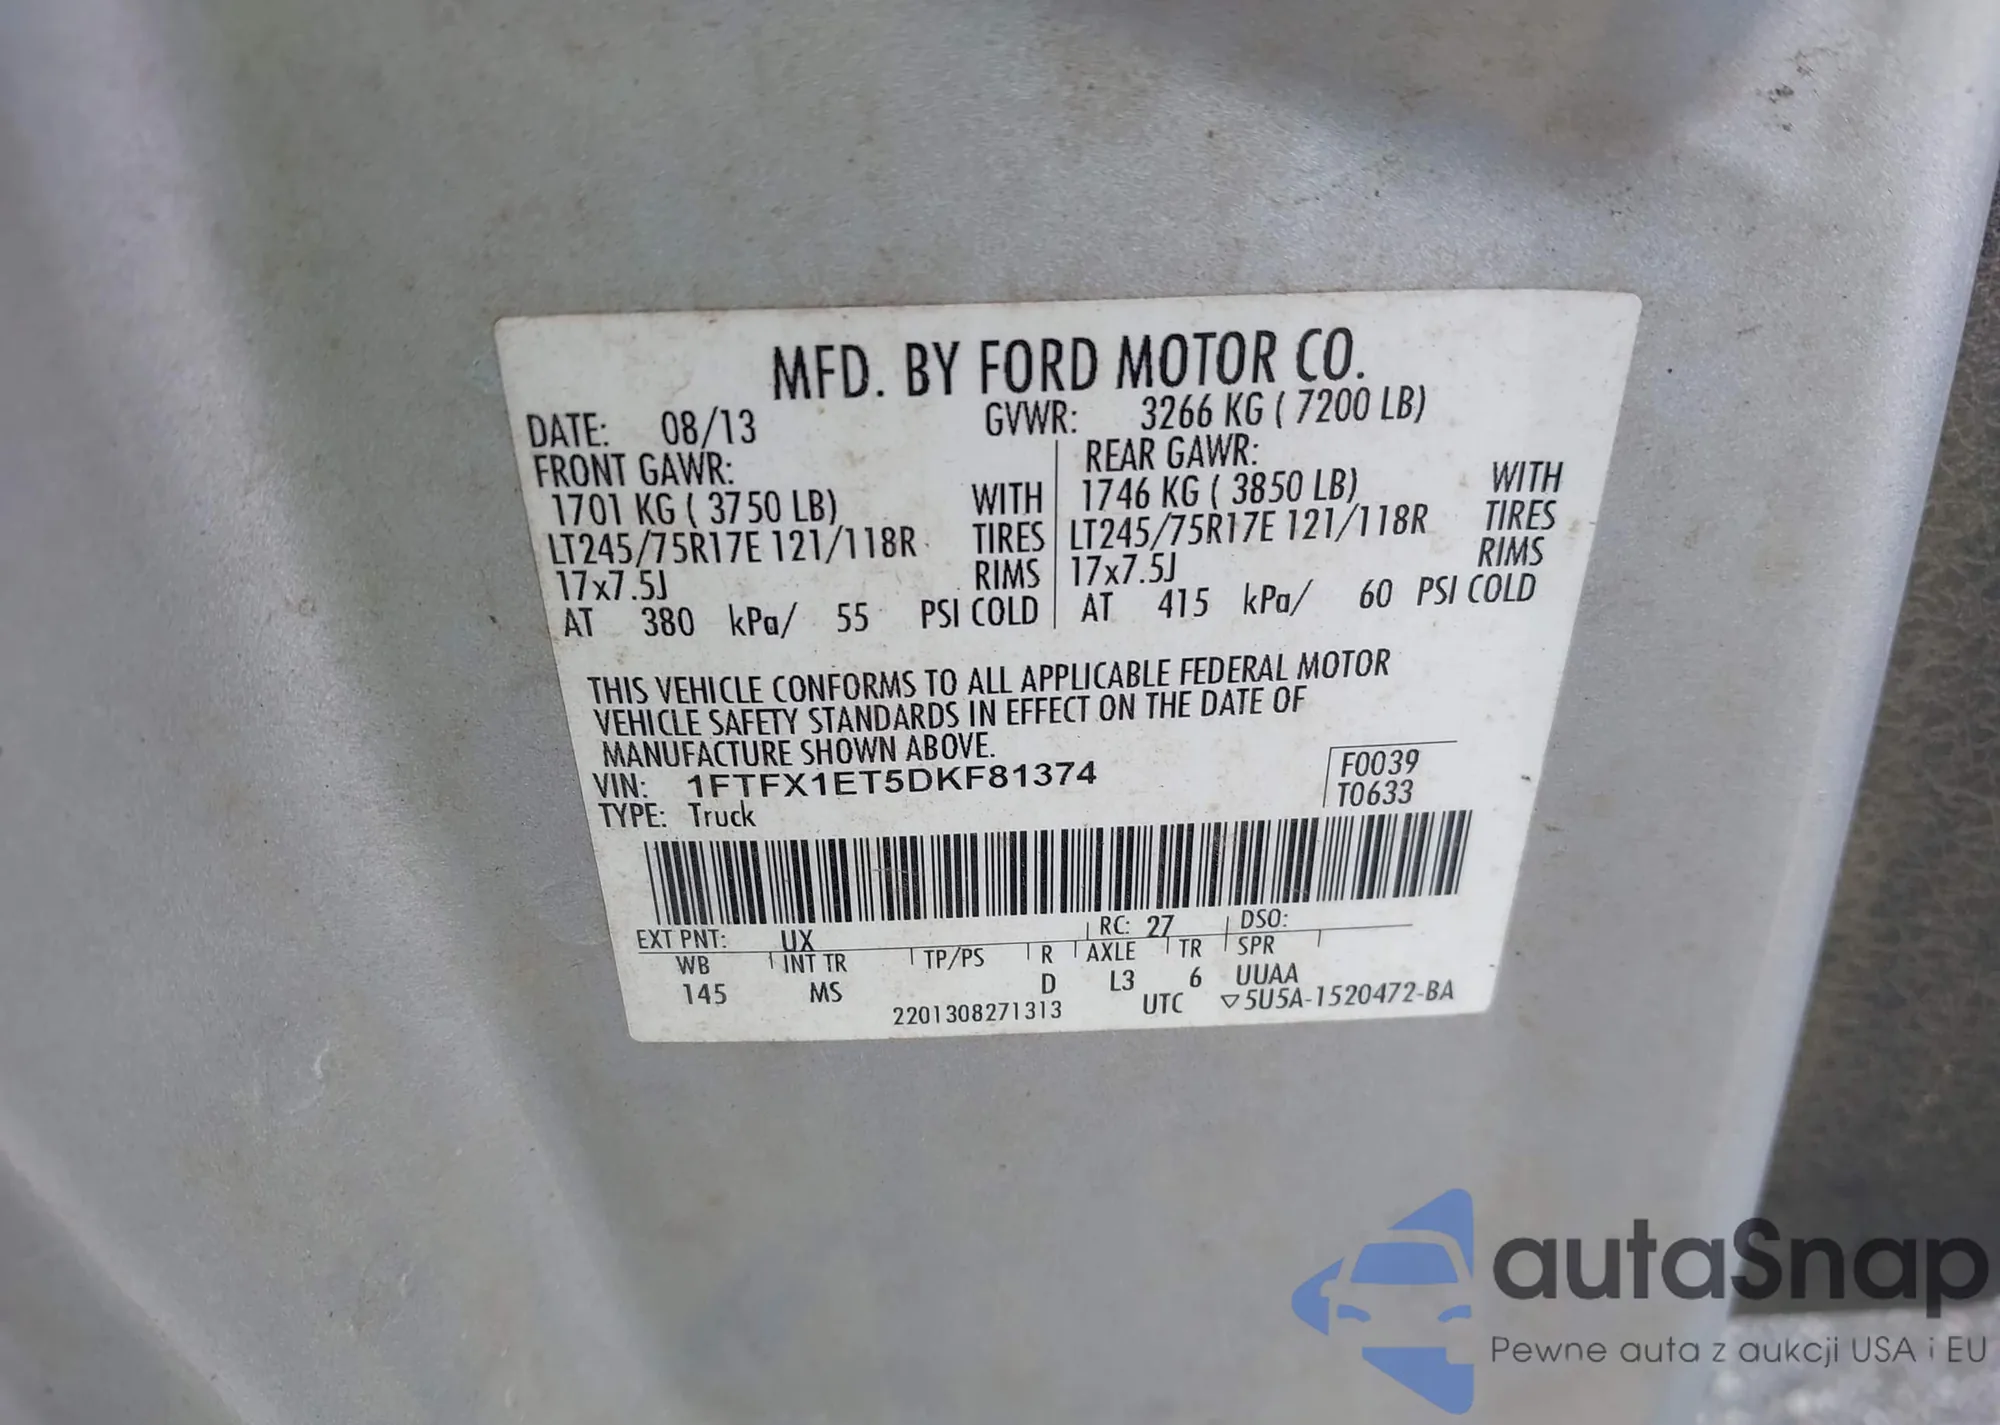 MFD. BY FORD MOTOR CO.
DATE: 08/13 GVWR: 3266 KG ( 7200 LB)
FRONT GAWR: REAR GAWR:
1701 KG ( 3750 LB) WITH 1746 KG ( 3850 LB) WITH
LT245/75R17E 121/118R TIRES LT245/75R17E 121/118R TIRES
17x7.5J RIMS 17x7.5J RIMS
AT 380 kPa/ 55 PSI COLD AT 415 kPa/ 60 PSI COLD
THIS VEHICLE CONFORMS TO ALL APPLICABLE FEDERAL MOTOR
VEHICLE SAFETY STANDARDS IN EFFECT ON THE DATE OF
MANUFACTURE SHOWN ABOVE.
VIN: 1FTFX1ET5DKF81374 F0039
TYPE: Truck T0633
EXT PNT: UX RC: 27 DSO:
WB INT TR TP/PS R AXLE TR SPR
145 MS D L3 6 UUAA
2201308271313 UTC ▽5U5A-1520472-BA
autaSnap
Pewne auta z aukcji USA i EU